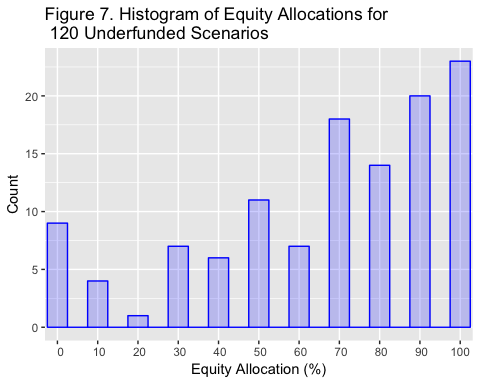 Figure 7. Histogram of Equity Allocations for
120 Underfunded Scenarios
20
15
10
5
0
Count
0 10 20 30 40 50 60 70 80 90 100
Equity Allocation (%)